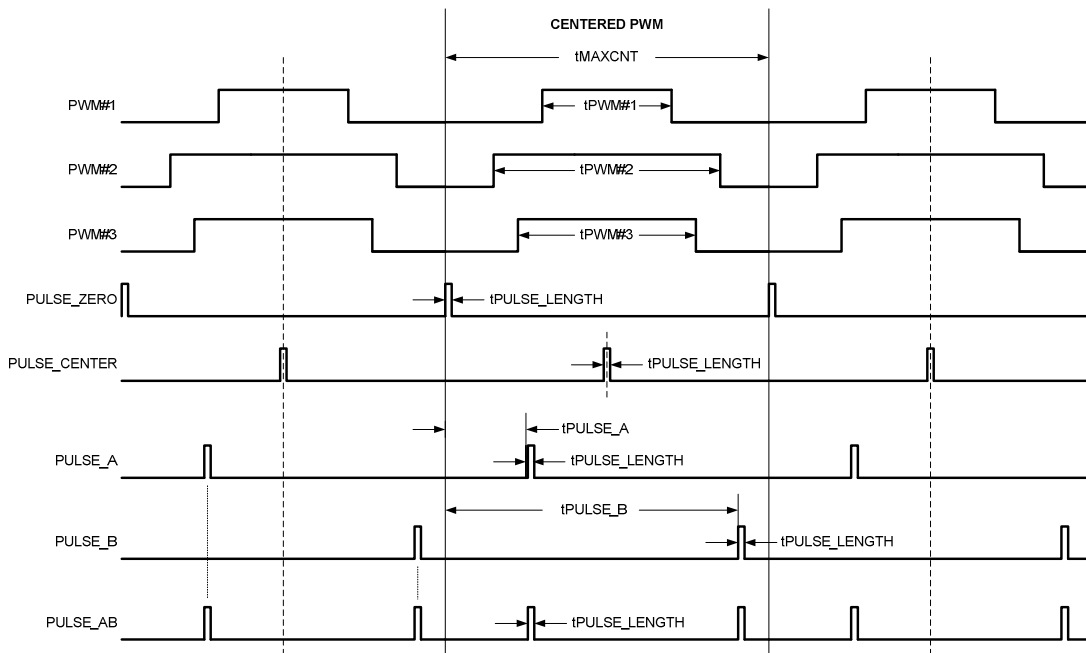 CENTERED PWM
tMAXCNT
PWM#1
tPWM#1
PWM#2
tPWM#2
PWM#3
tPWM#3
PULSE_ZERO
tPULSE_LENGTH
PULSE_CENTER
tPULSE_LENGTH
tPULSE_A
PULSE_A
tPULSE_LENGTH
tPULSE_B
PULSE_B
tPULSE_LENGTH
PULSE_AB
tPULSE_LENGTH